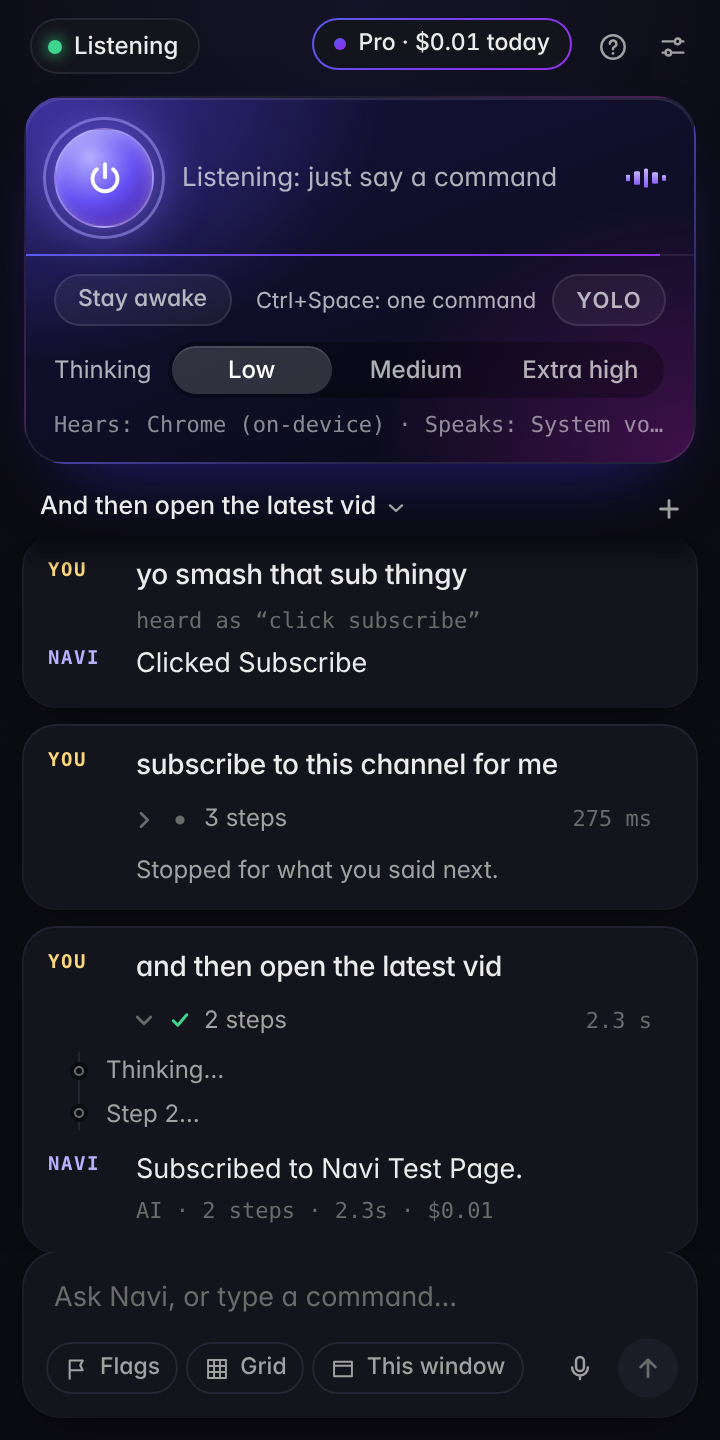 Listening
Pro · $0.01 today
Listening: just say a command
Stay awake
Ctrl+Space: one command
YOLO
Thinking
Low
Medium
Extra high
Hears: Chrome (on-device) · Speaks: System vo…
And then open the latest vid
YOU
yo smash that sub thingy
heard as “click subscribe”
NAVI
Clicked Subscribe
YOU
subscribe to this channel for me
3 steps
275 ms
Stopped for what you said next.
YOU
and then open the latest vid
2 steps
2.3 s
Thinking…
Step 2…
NAVI
Subscribed to Navi Test Page.
AI · 2 steps · 2.3s · $0.01
Ask Navi, or type a command…
Flags
Grid
This window